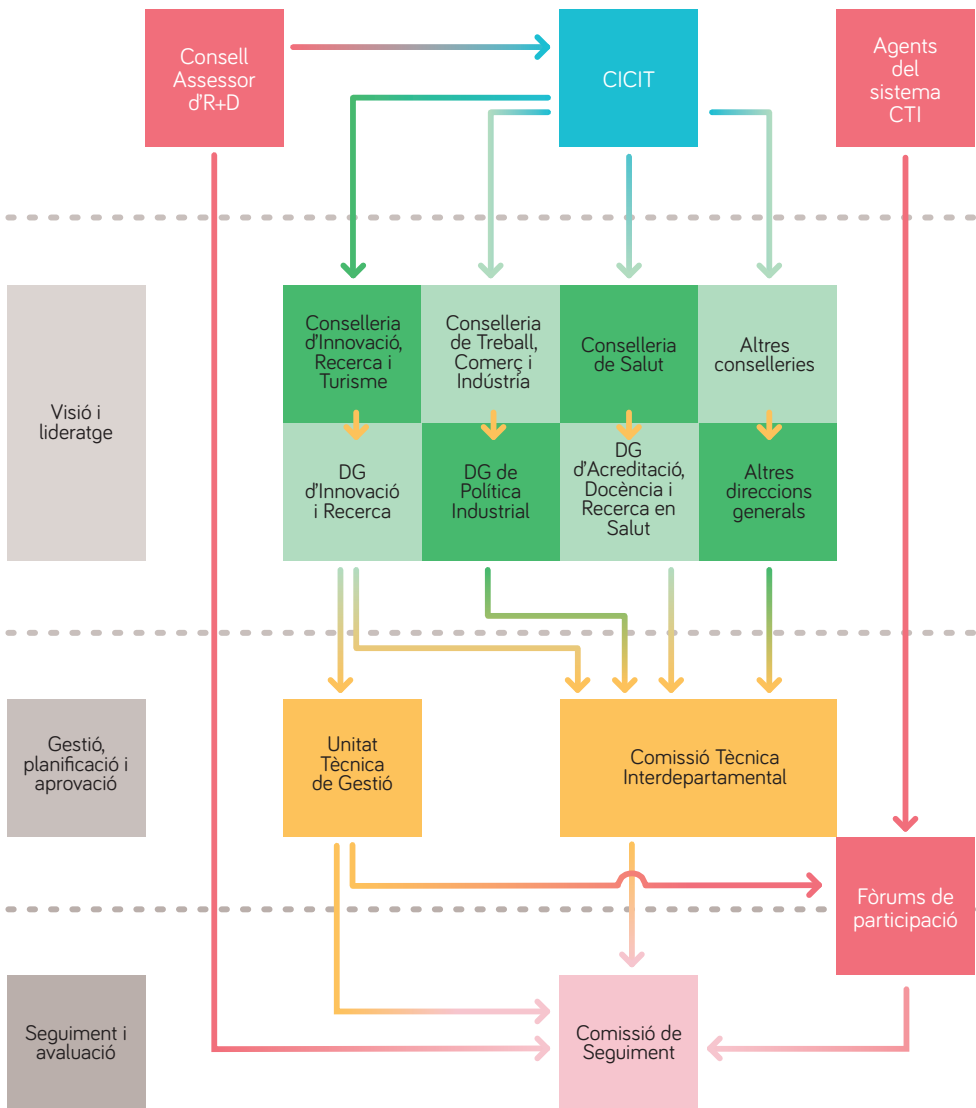 Consell
Assessor
d'R+D
CICIT
Agents
del
sistema
CTI
Visió i
lideratge
Conselleria
d'Innovació,
Recerca i
Turisme
Conselleria
de Treball,
Comerç i
Indústria
Conselleria
de Salut
Altres
conselleries
DG
d'Innovació
i Recerca
DG de
Política
Industrial
DG
d'Acreditació,
Docència i
Recerca en
Salut
Altres
direccions
generals
Gestió,
planificació i
aprovació
Unitat
Tècnica
de Gestió
Comissió Tècnica
Interdepartamental
Fòrums de
participació
Seguiment i
avaluació
Comissió de
Seguiment